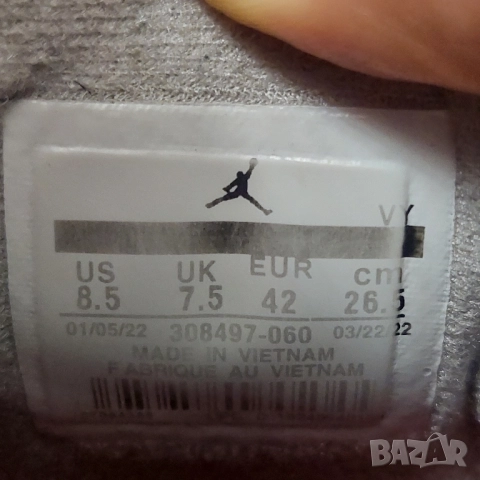 VY
US UK EUR cm
8.5 7.5 42 26.5
01/05/22 308497-060 03/22/22
MADE IN VIETNAM
FABRIQUE AU VIETNAM
BAZAR